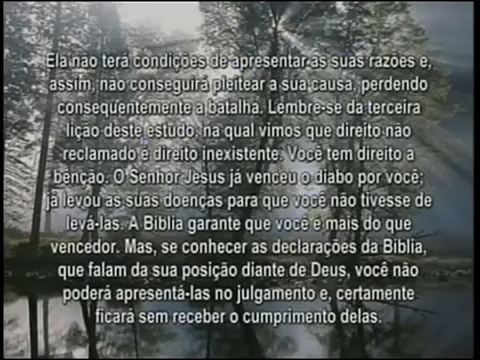 Ela não terá condições de apresentar as suas razões e,
assim, não conseguirá pleitear a sua causa, perdendo
consequentemente a batalha. Lembre-se da terceira
lição deste estudo, na qual vimos que direito não
reclamado é direito inexistente. Você tem direito a
benção. O Senhor Jesus já venceu o diabo por você;
já levou as suas doenças para que você não tivesse de
levá-las. A Biblia garante que você é mais do que
vencedor. Mas, se conhecer as declarações da Biblia,
que falam da sua posição diante de Deus, você não
poderá apresentá-las no julgamento e, certamente
ficará sem receber o cumprimento delas.